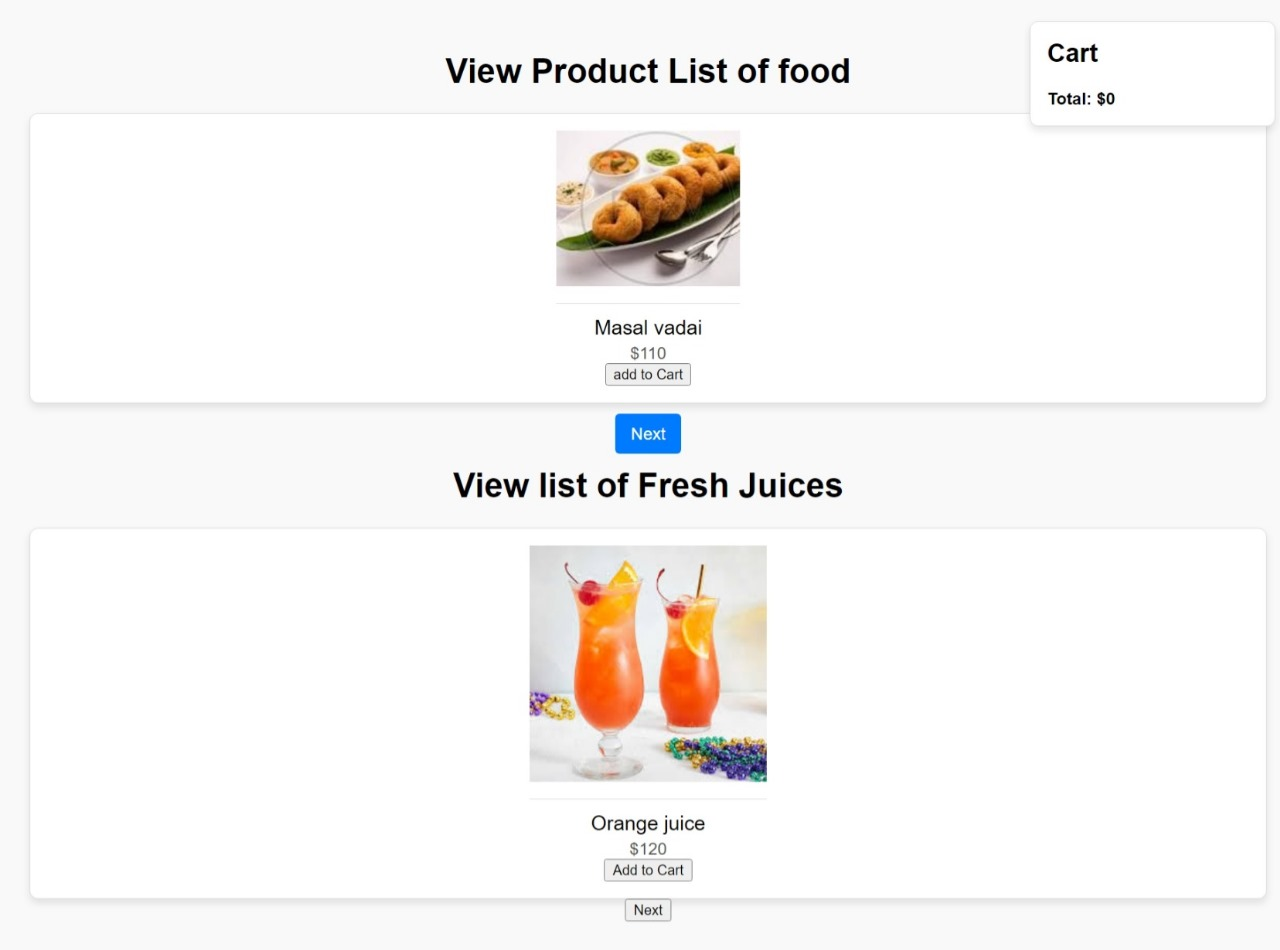 Cart
Total: $0
View Product List of food
Masal vadai
$110
add to Cart
Next
View list of Fresh Juices
Orange juice
$120
Add to Cart
Next